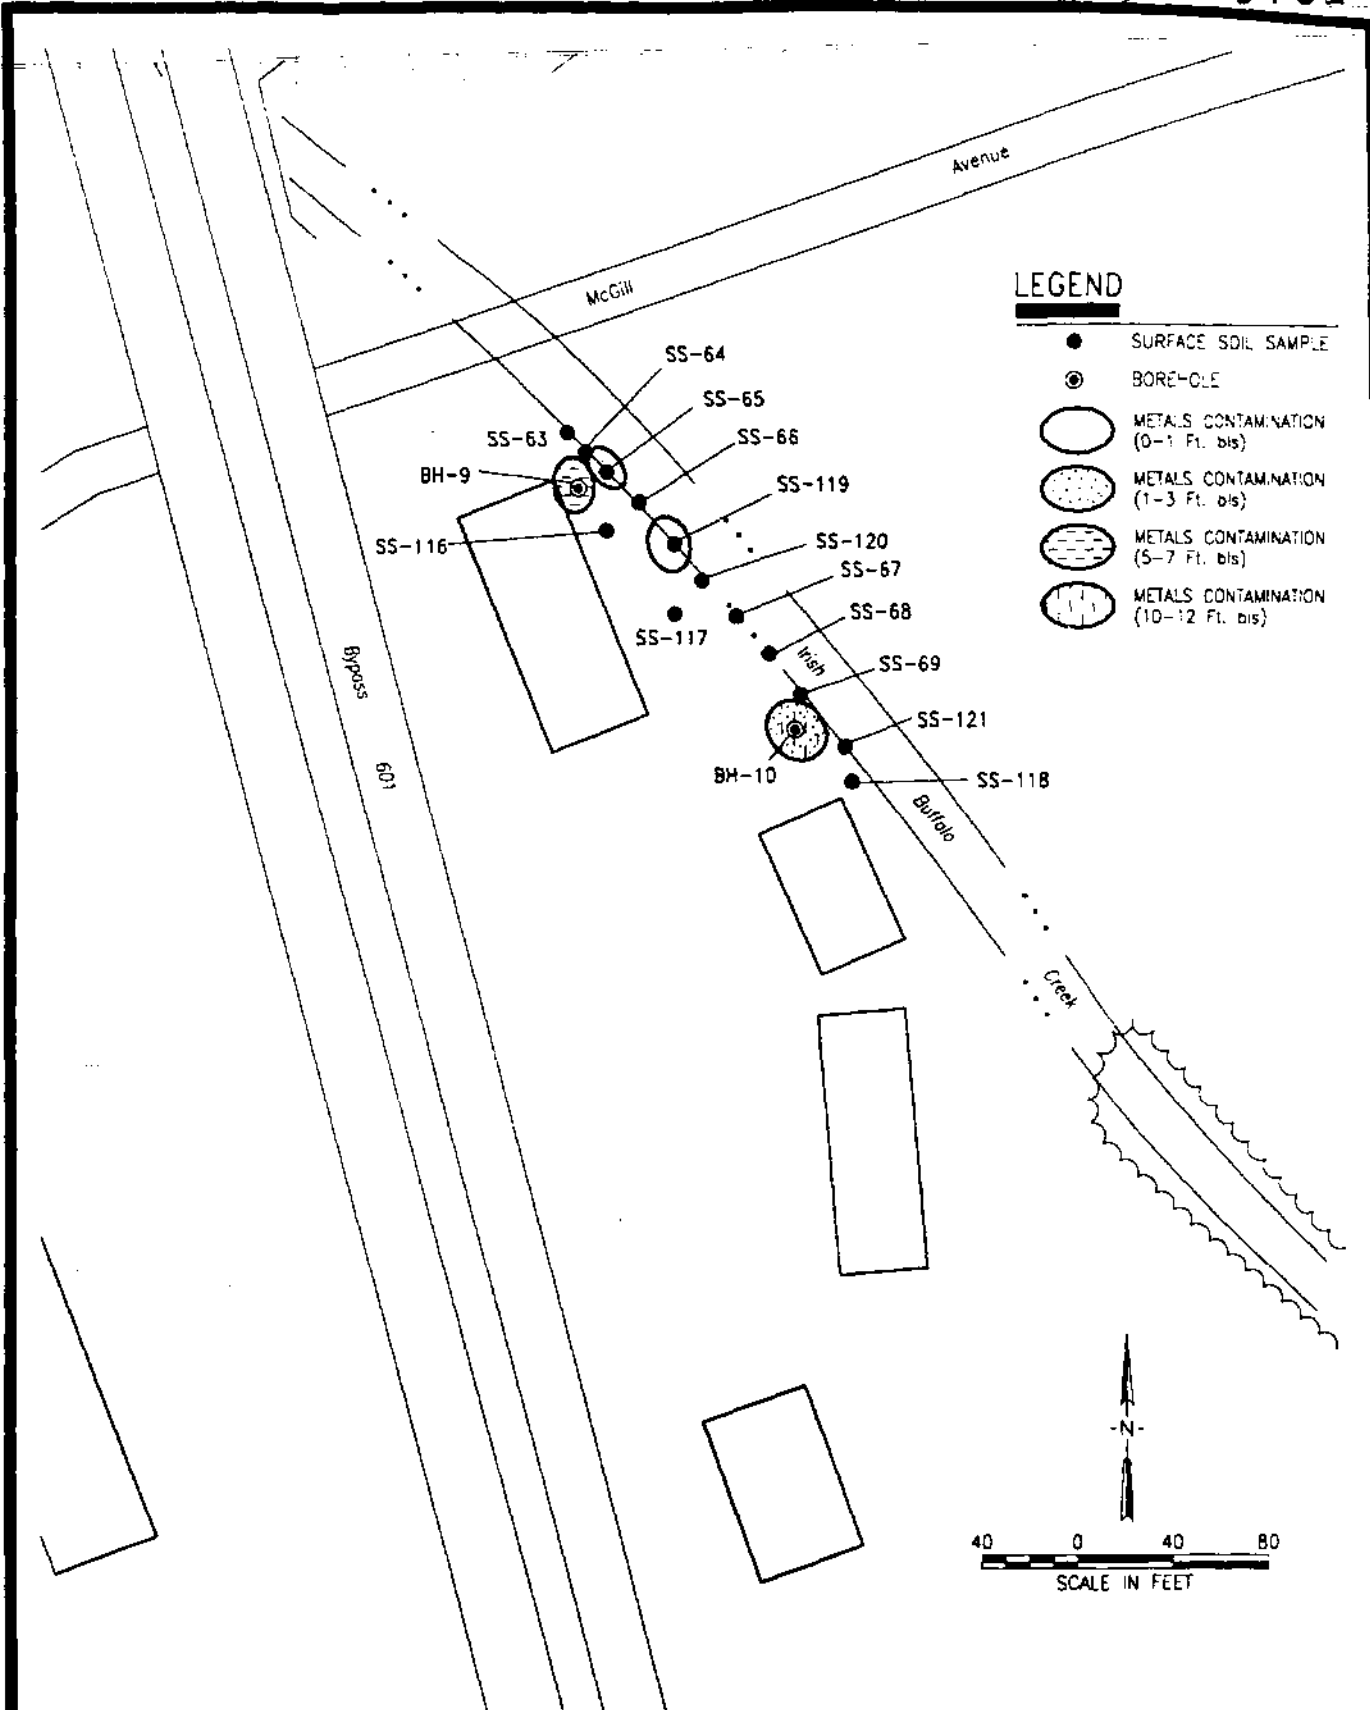 Avenue
McGill
LEGEND
SURFACE SOIL SAMPLE
BOREHOLE
METALS CONTAMINATION
(0-1 Ft. bls)
METALS CONTAMINATION
(1-3 Ft. bls)
METALS CONTAMINATION
(5-7 Ft. bls)
METALS CONTAMINATION
(10-12 Ft. bls)
SS-64
SS-65
SS-63
SS-66
BH-9
SS-119
SS-116
SS-120
SS-67
SS-68
SS-117
Irish
SS-69
Bypass
SS-121
BH-10
SS-118
601
Buffalo
Creek
-N-
40 0 40 80
SCALE IN FEET